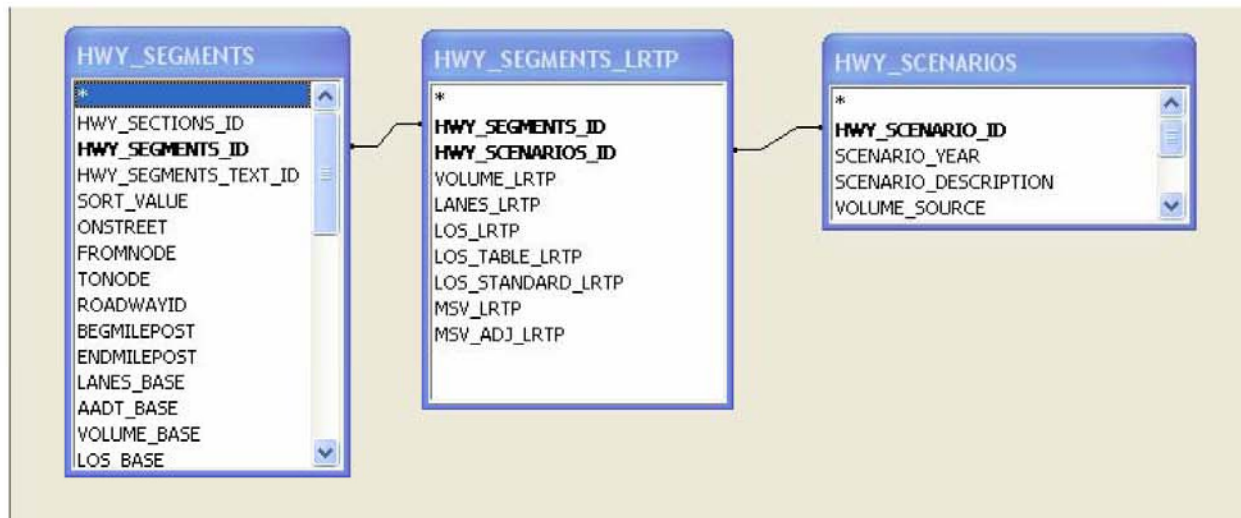 HWY_SEGMENTS
*
HWY_SECTIONS_ID
HWY_SEGMENTS_ID
HWY_SEGMENTS_TEXT_ID
SORT_VALUE
ONSTREET
FROMNODE
TONODE
ROADWAYID
BEGMILEPOST
ENDMILEPOST
LANES_BASE
AADT_BASE
VOLUME_BASE
LOS_BASE
HWY_SEGMENTS_LRTP
*
HWY_SEGMENTS_ID
HWY_SCENARIOS_ID
VOLUME_LRTP
LANES_LRTP
LOS_LRTP
LOS_TABLE_LRTP
LOS_STANDARD_LRTP
MSV_LRTP
MSV_ADJ_LRTP
HWY_SCENARIOS
*
HWY_SCENARIO_ID
SCENARIO_YEAR
SCENARIO_DESCRIPTION
VOLUME_SOURCE